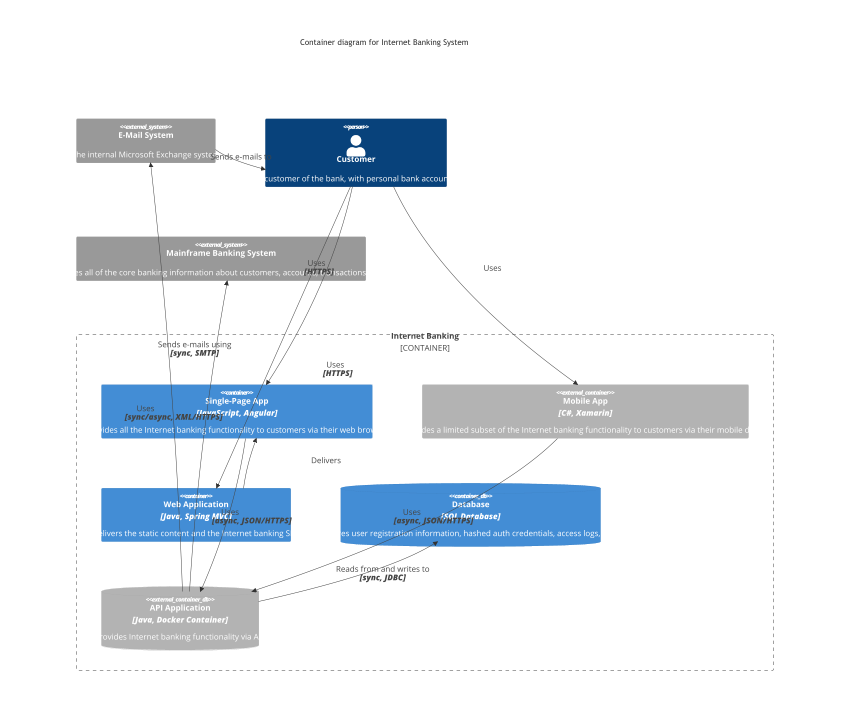 Container diagram for Internet Banking System
<<external_system>>
E-Mail System
he internal Microsoft Exchange syste
Sends e-mails to
<<person>>
Customer
customer of the bank, with personal bank accoun
<<external_system>>
Mainframe Banking System
es all of the core banking information about customers, accou transactions,
Uses
[HTTPS]
Uses
Internet Banking
[CONTAINER]
Sends e-mails using
[sync, SMTP]
Uses
[HTTPS]
<<container>>
Single-Page App
[JavaScript, Angular]
vides all the Internet banking functionality to customers via their web brow
Uses
[sync/async, XML/HTTPS]
<<external_container>>
Mobile App
[C#, Xamarin]
des a limited subset of the Internet banking functionality to customers via their mobile d
Delivers
<<container>>
Web Application
[Java, Spring MVC]
elivers the static content and the Internet banking S
Uses
[async, JSON/HTTPS]
<<container_db>>
Database
[SQL Database]
es user registration information, hashed auth credentials, access logs,
Uses
[async, JSON/HTTPS]
Reads from and writes to
[sync, JDBC]
<<external_container_db>>
API Application
[Java, Docker Container]
rovides Internet banking functionality via A